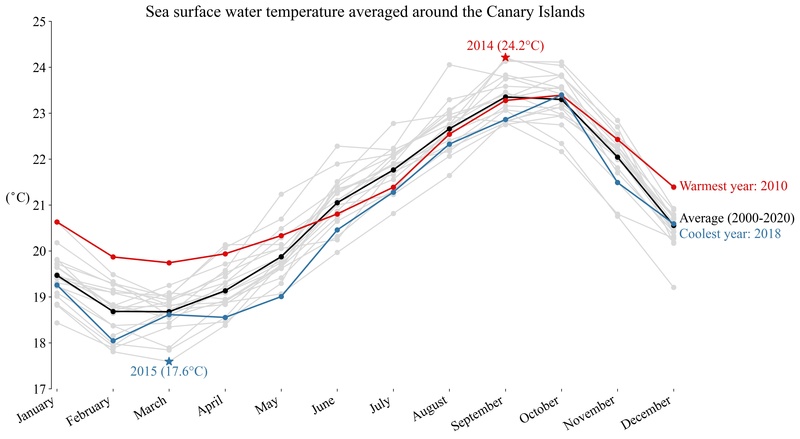 Sea surface water temperature averaged around the Canary Islands
25
24
23
22
21
20
19
18
17
(°C)
2014 (24.2°C)
Warmest year: 2010
Average (2000-2020)
Coolest year: 2018
2015 (17.6°C)
January
February
March
April
May
June
July
August
September
October
November
December